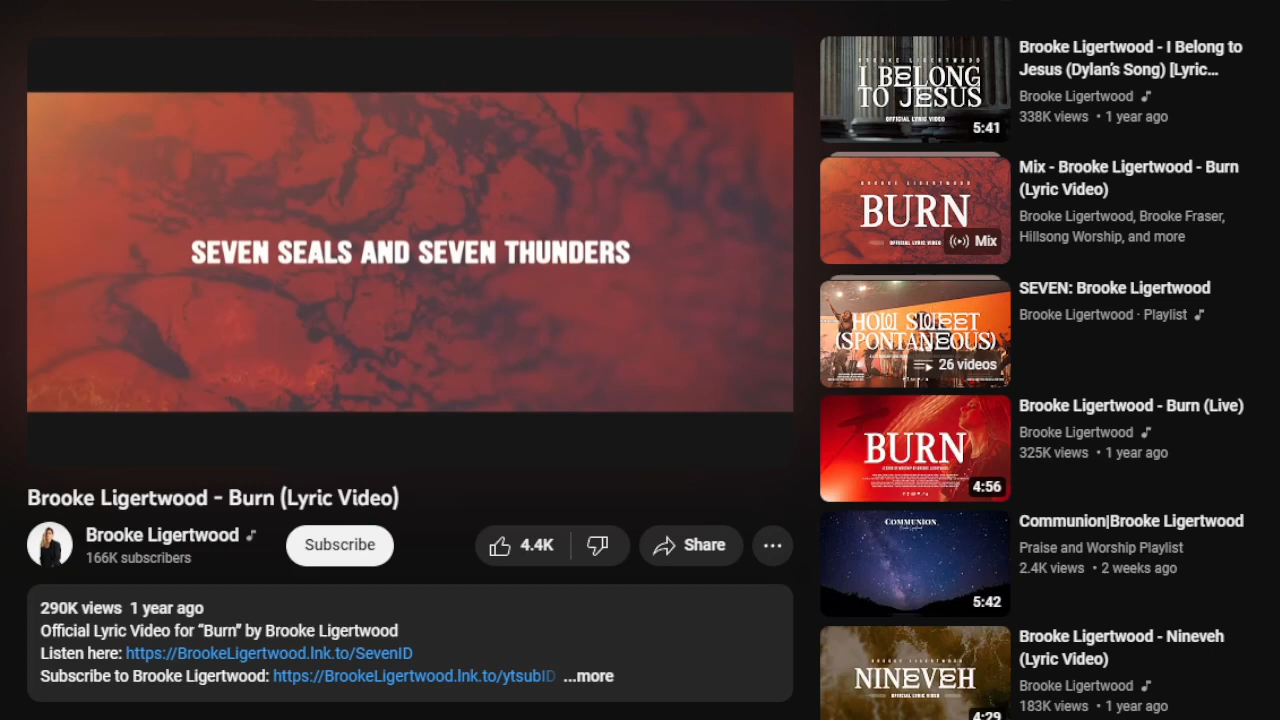 SEVEN SEALS AND SEVEN THUNDERS
Brooke Ligertwood - Burn (Lyric Video)
Brooke Ligertwood
166K subscribers
Subscribe
4.4K
Share
290K views 1 year ago
Official Lyric Video for “Burn” by Brooke Ligertwood
Listen here: https://BrookeLigertwood.lnk.to/SevenID
Subscribe to Brooke Ligertwood: https://BrookeLigertwood.lnk.to/ytsubID ...more
BROOKE LIGERTWOOD
I BELONG
TO JESUS
OFFICIAL LYRIC VIDEO
5:41
Brooke Ligertwood - I Belong to
Jesus (Dylan’s Song) [Lyric...
Brooke Ligertwood
338K views • 1 year ago
BROOKE LIGERTWOOD
BURN
OFFICIAL LYRIC VIDEO
Mix
Mix - Brooke Ligertwood - Burn
(Lyric Video)
Brooke Ligertwood, Brooke Fraser,
Hillsong Worship, and more
HOW SWEET
(SPONTANEOUS)
26 videos
SEVEN: Brooke Ligertwood
Brooke Ligertwood · Playlist
BURN
4:56
Brooke Ligertwood - Burn (Live)
Brooke Ligertwood
325K views • 1 year ago
COMMUNION
Brooke Ligertwood
5:42
Communion|Brooke Ligertwood
Praise and Worship Playlist
2.4K views • 2 weeks ago
BROOKE LIGERTWOOD
NINEVEH
OFFICIAL LYRIC VIDEO
4:29
Brooke Ligertwood - Nineveh
(Lyric Video)
Brooke Ligertwood
183K views • 1 year ago